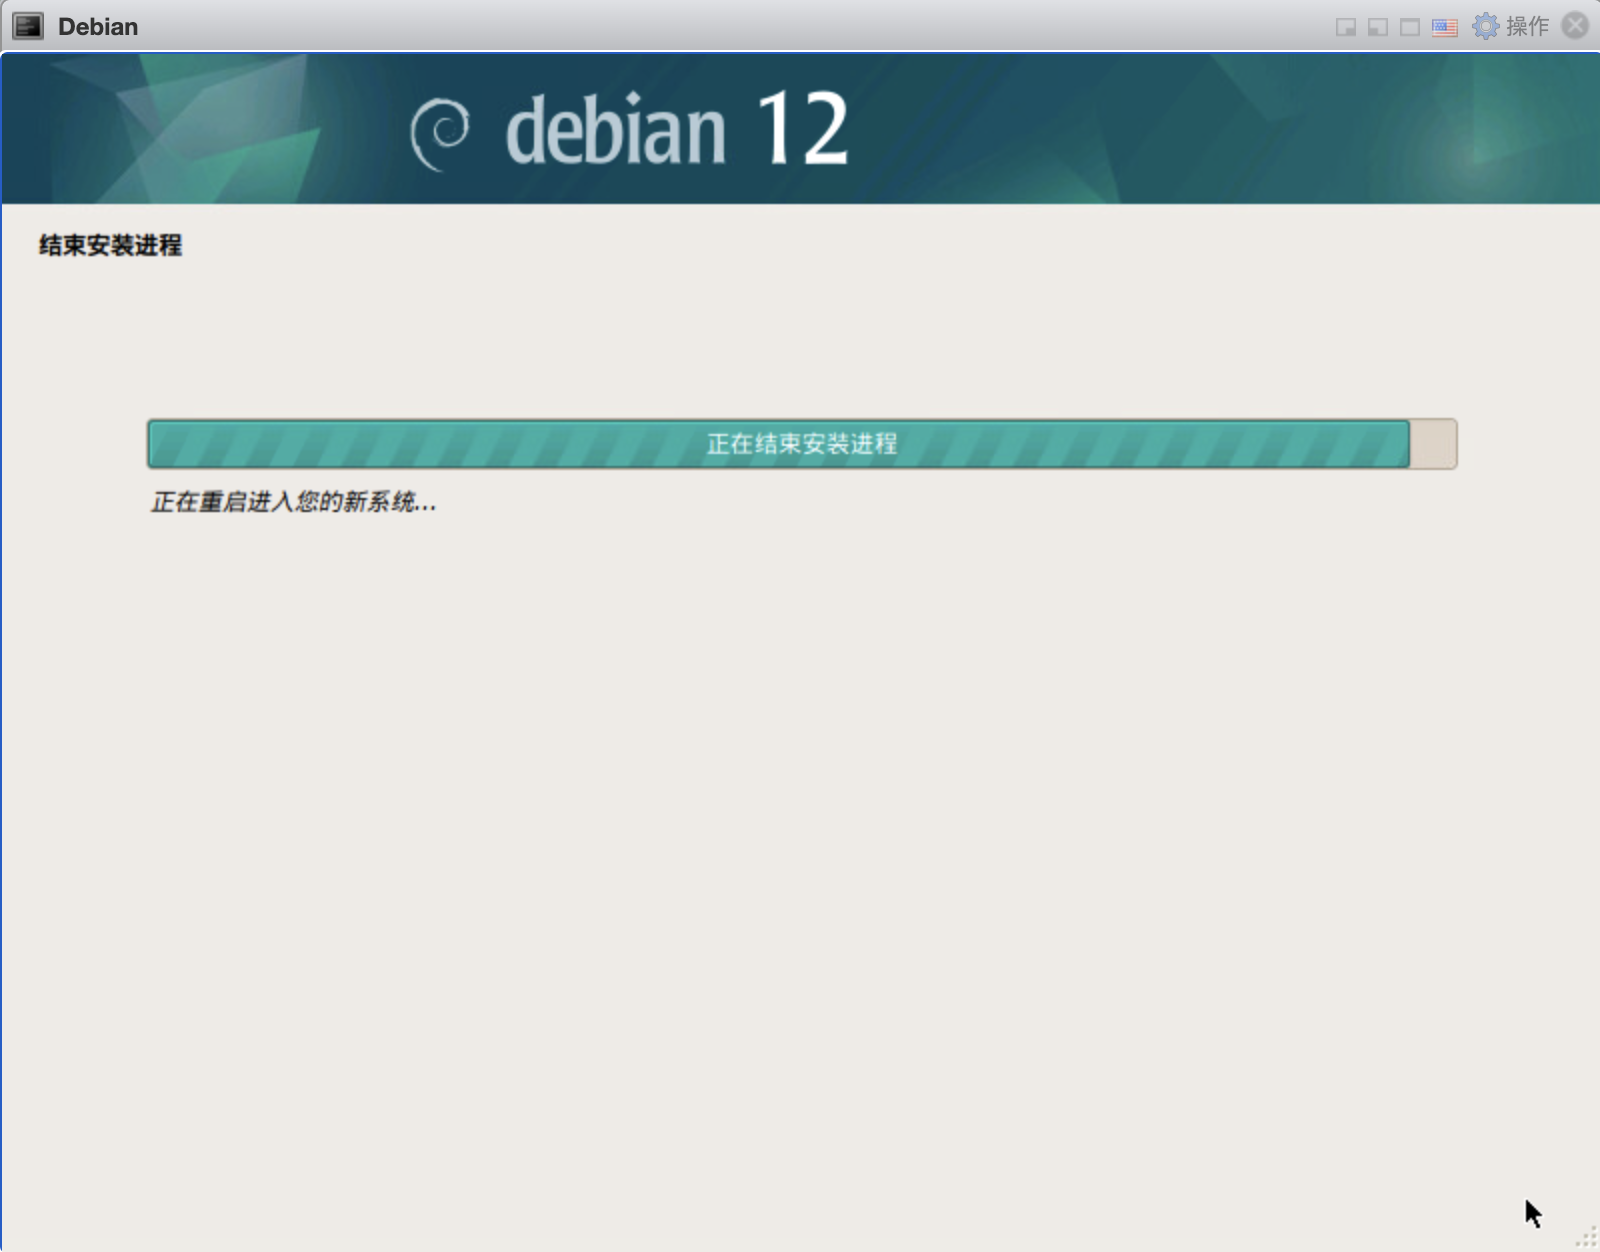 Debian
操作
debian 12
结束安装进程
正在结束安装进程
正在重启进入您的新系统...